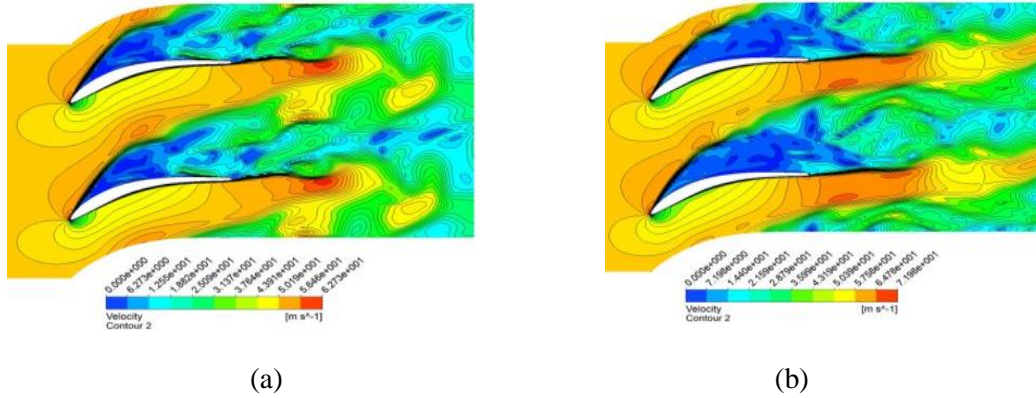 0.000e+000
6.273e+000
1.255e+001
1.882e+001
2.509e+001
3.137e+001
3.764e+001
4.391e+001
5.019e+001
5.646e+001
6.273e+001
Velocity [m s^-1]
Contour 2
0.000e+000
7.198e+000
1.440e+001
2.159e+001
2.879e+001
3.599e+001
4.319e+001
5.039e+001
5.758e+001
6.478e+001
7.198e+001
Velocity [m s^-1]
Contour 2
(a) (b)